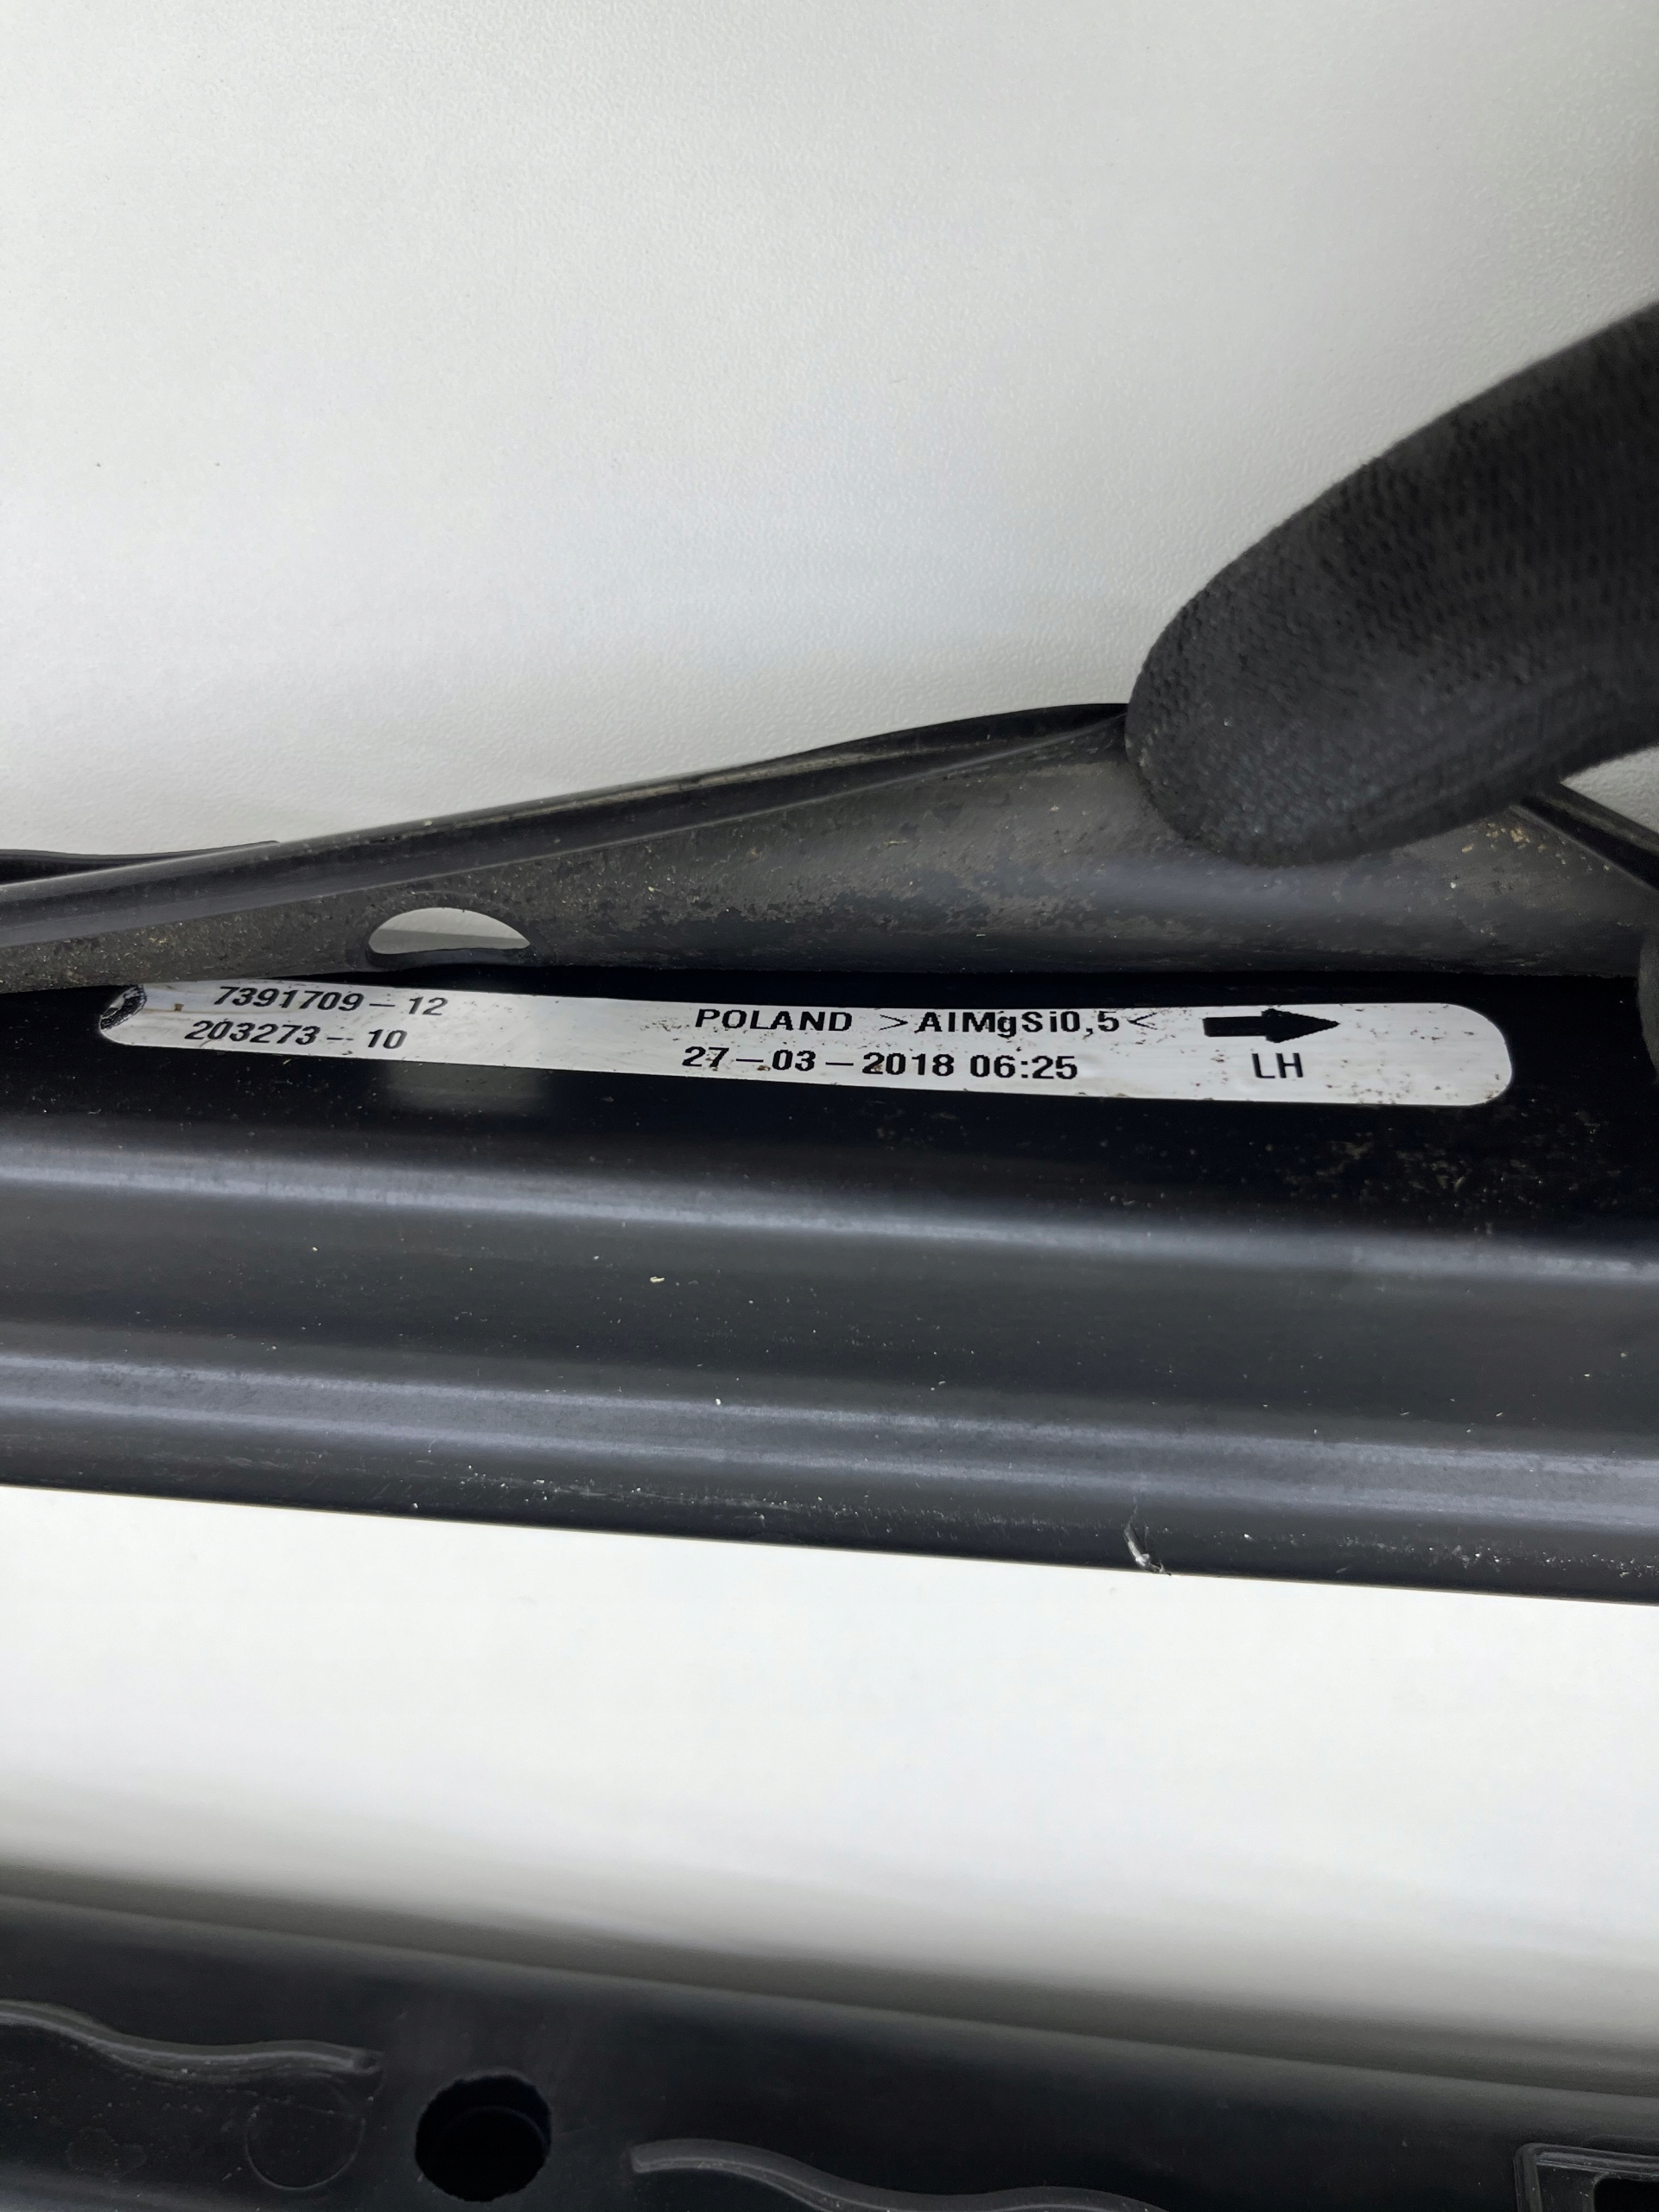 7391709-12 POLAND >AlMgSi0,5<
203273-10 27-03-2018 06:25 LH